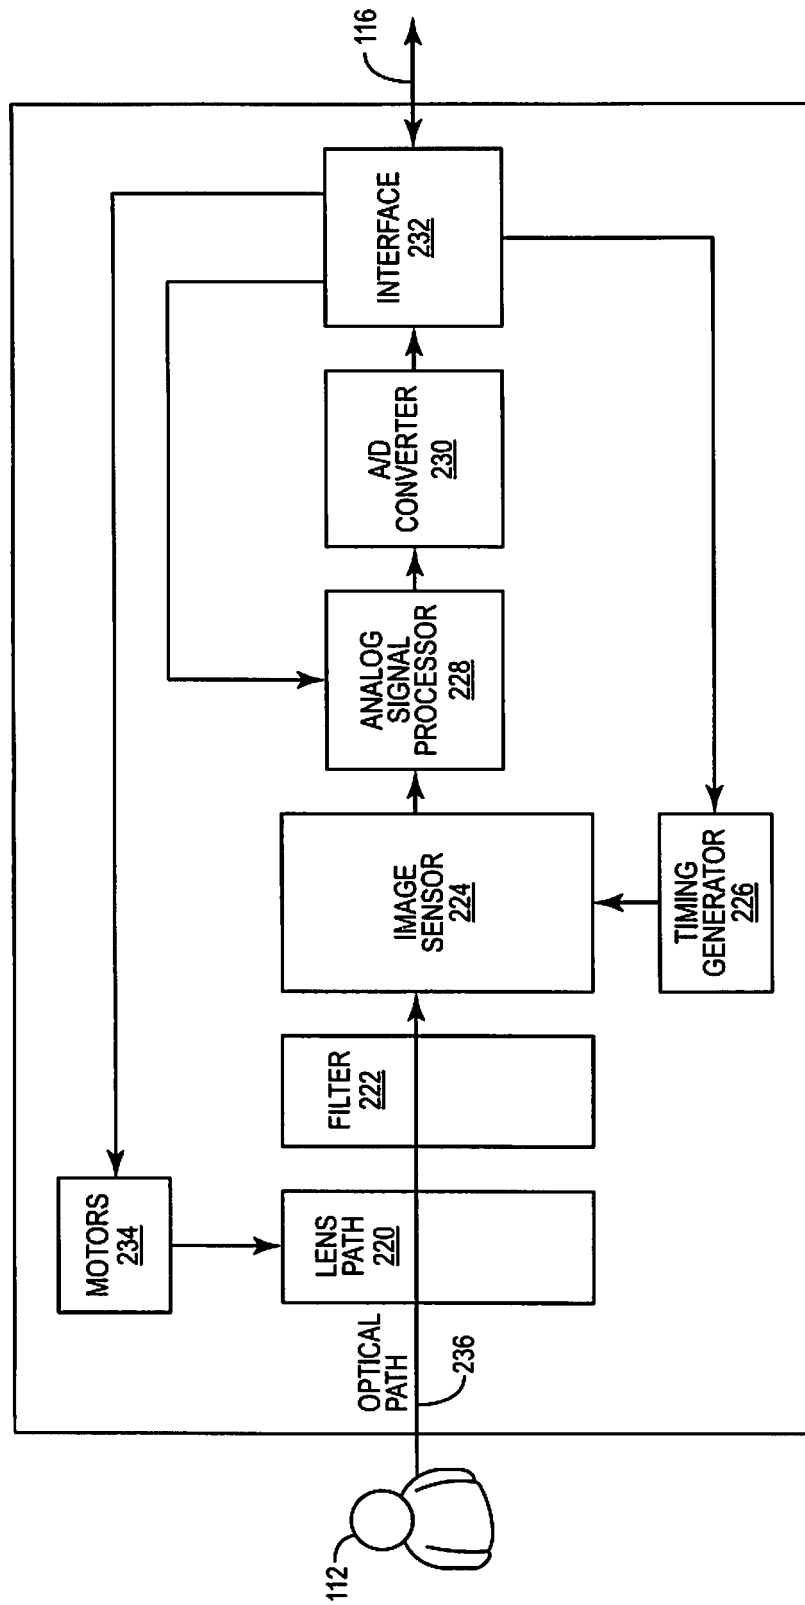 116
INTERFACE
232
A/D
CONVERTER
230
ANALOG
SIGNAL
PROCESSOR
228
IMAGE
SENSOR
224
TIMING
GENERATOR
226
FILTER
222
MOTORS
234
LENS
PATH
220
OPTICAL
PATH
236
112